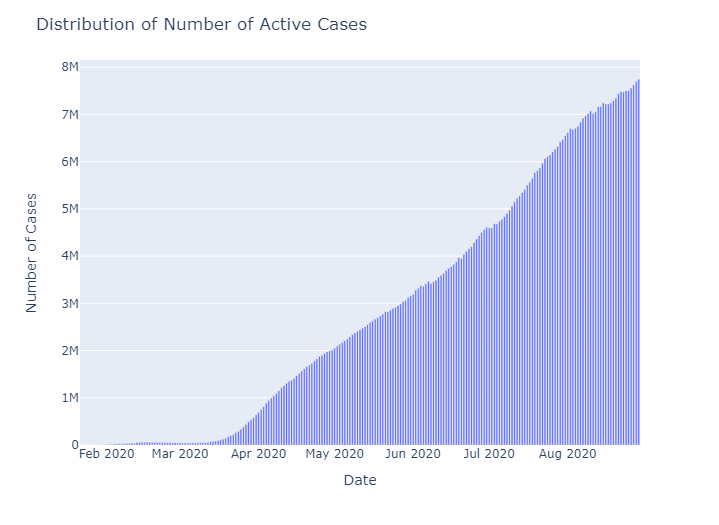 Distribution of Number of Active Cases
8M
7M
6M
5M
4M
3M
2M
1M
0
Number of Cases
Feb 2020 Mar 2020 Apr 2020 May 2020 Jun 2020 Jul 2020 Aug 2020
Date